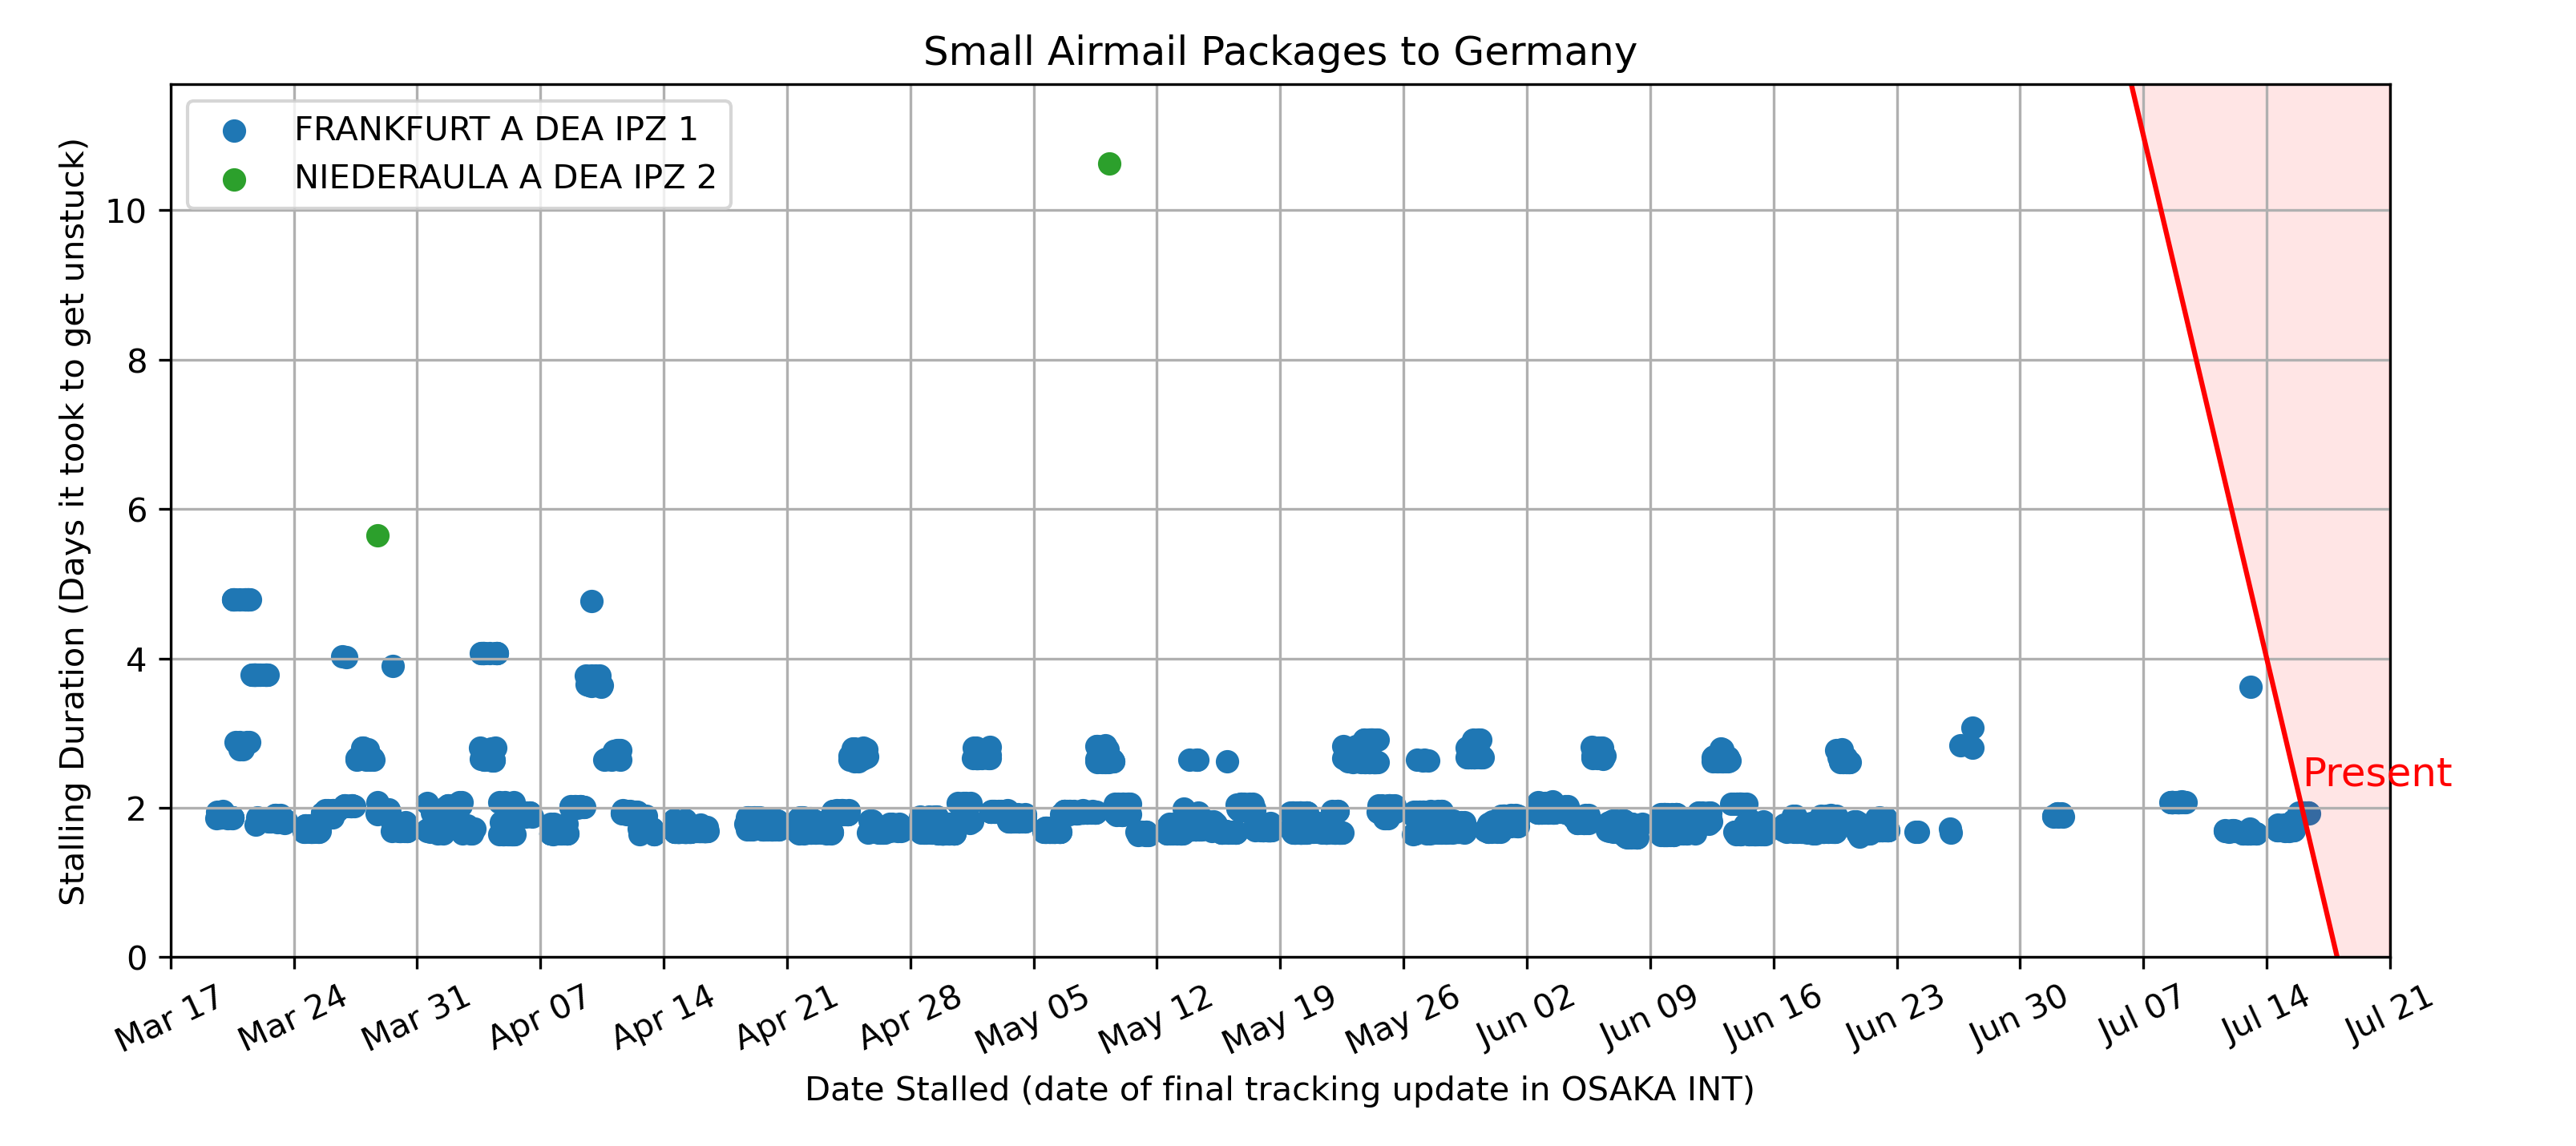 Small Airmail Packages to Germany
FRANKFURT A DEA IPZ 1
NIEDERAULA A DEA IPZ 2
Stalling Duration (Days it took to get unstuck)
10
8
6
4
2
0
Present
Mar 17 Mar 24 Mar 31 Apr 07 Apr 14 Apr 21 Apr 28 May 05 May 12 May 19 May 26 Jun 02 Jun 09 Jun 16 Jun 23 Jun 30 Jul 07 Jul 14 Jul 21
Date Stalled (date of final tracking update in OSAKA INT)